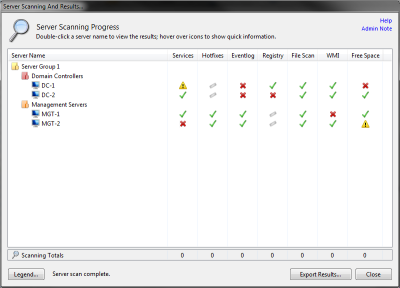 Server Scanning And Results...
Server Scanning Progress
Double-click a server name to view the results; hover over icons to show quick information.
Help
Admin Note
Server Name Services Hotfixes Eventlog Registry File Scan WMI Free Space
Server Group 1
Domain Controllers
DC-1
DC-2
Management Servers
MGT-1
MGT-2
Scanning Totals 0 0 0 0 0 0 0
Legend... Server scan complete. Export Results... Close